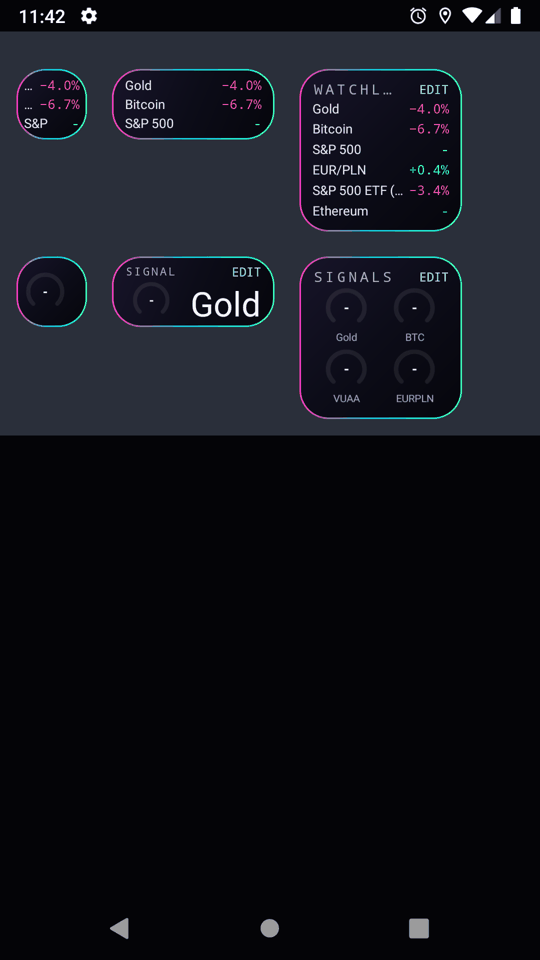 11:42
… -4.0%
… -6.7%
S&P -
Gold -4.0%
Bitcoin -6.7%
S&P 500 -
WATCHL… EDIT
Gold -4.0%
Bitcoin -6.7%
S&P 500 -
EUR/PLN +0.4%
S&P 500 ETF (… -3.4%
Ethereum -
-
SIGNAL EDIT
- Gold
SIGNALS EDIT
- -
Gold BTC
- -
VUAA EURPLN